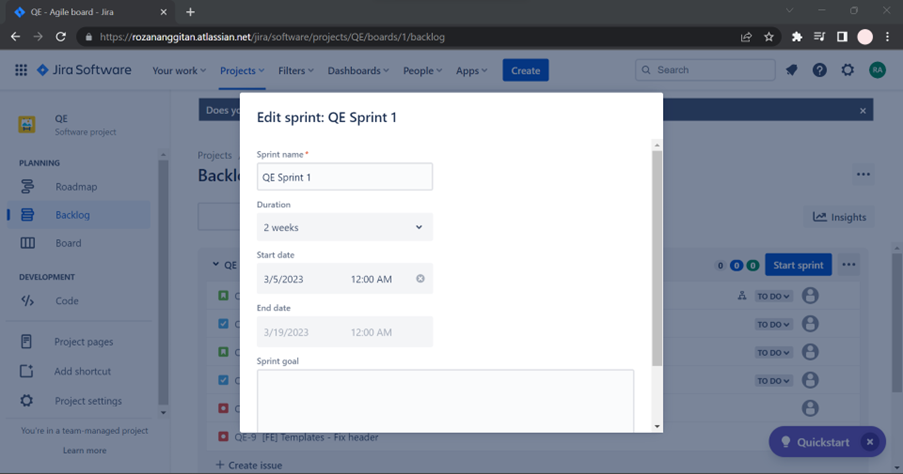 QE - Agile board - Jira
https://rozananggitan.atlassian.net/jira/software/projects/QE/boards/1/backlog
Jira Software
Your work
Projects
Filters
Dashboards
People
Apps
Create
Search
RA
QE
Software project
Does yo
Edit sprint: QE Sprint 1
PLANNING
Roadmap
Backlog
Board
DEVELOPMENT
Code
Project pages
Add shortcut
Project settings
You're in a team-managed project
Learn more
Projects
Backl
Insights
Sprint name *
QE Sprint 1
Duration
2 weeks
Start date
3/5/2023 12:00 AM
End date
3/19/2023 12:00 AM
Sprint goal
QE
0 0 0 Start sprint
TO DO
TO DO
TO DO
TO DO
QE-9 [FE] Templates - Fix header
+ Create issue
Quickstart